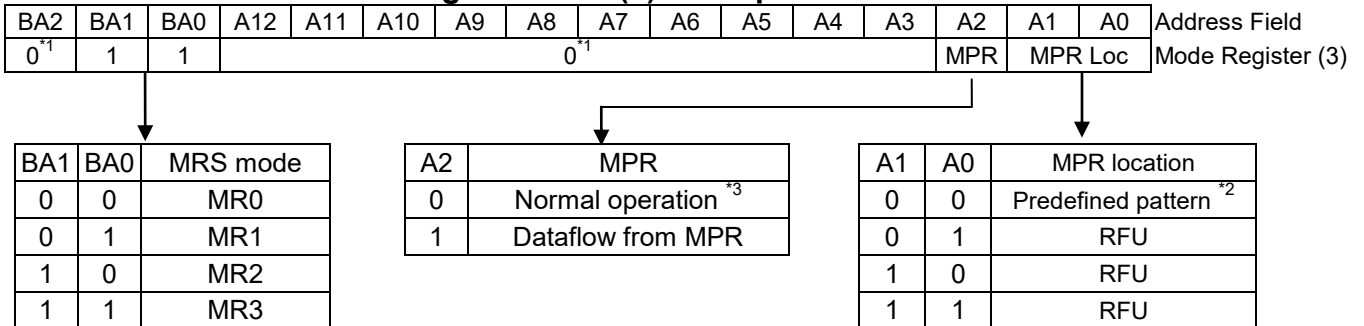 BA2 BA1 BA0 A12 A11 A10 A9 A8 A7 A6 A5 A4 A3 A2 A1 A0 Address Field
0*1 1 1 0*1 MPR MPR Loc Mode Register (3)
BA1 BA0 MRS mode
0 0 MR0
0 1 MR1
1 0 MR2
1 1 MR3
A2 MPR
0 Normal operation *3
1 Dataflow from MPR
A1 A0 MPR location
0 0 Predefined pattern *2
0 1 RFU
1 0 RFU
1 1 RFU